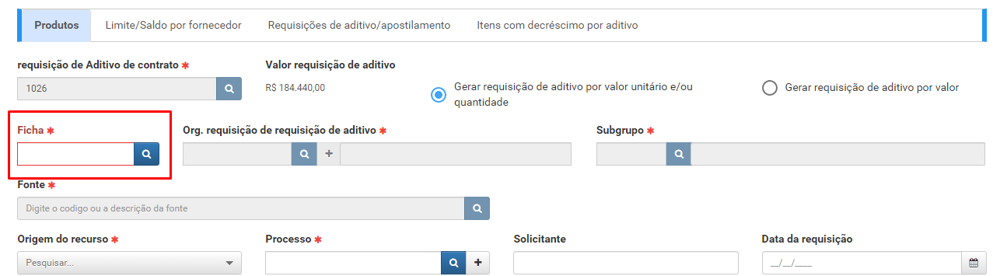 Produtos Limite/Saldo por fornecedor Requisições de aditivo/apostilamento Itens com decréscimo por aditivo
requisição de Aditivo de contrato * Valor requisição de aditivo
1026 R$ 184.440,00 Gerar requisição de aditivo por valor unitário e/ou quantidade Gerar requisição de aditivo por valor
Ficha * Org. requisição de requisição de aditivo * Subgrupo *
+
Fonte *
Digite o codigo ou a descrição da fonte
Origem do recurso * Processo * Solicitante Data da requisição
Pesquisar... + __/__/____